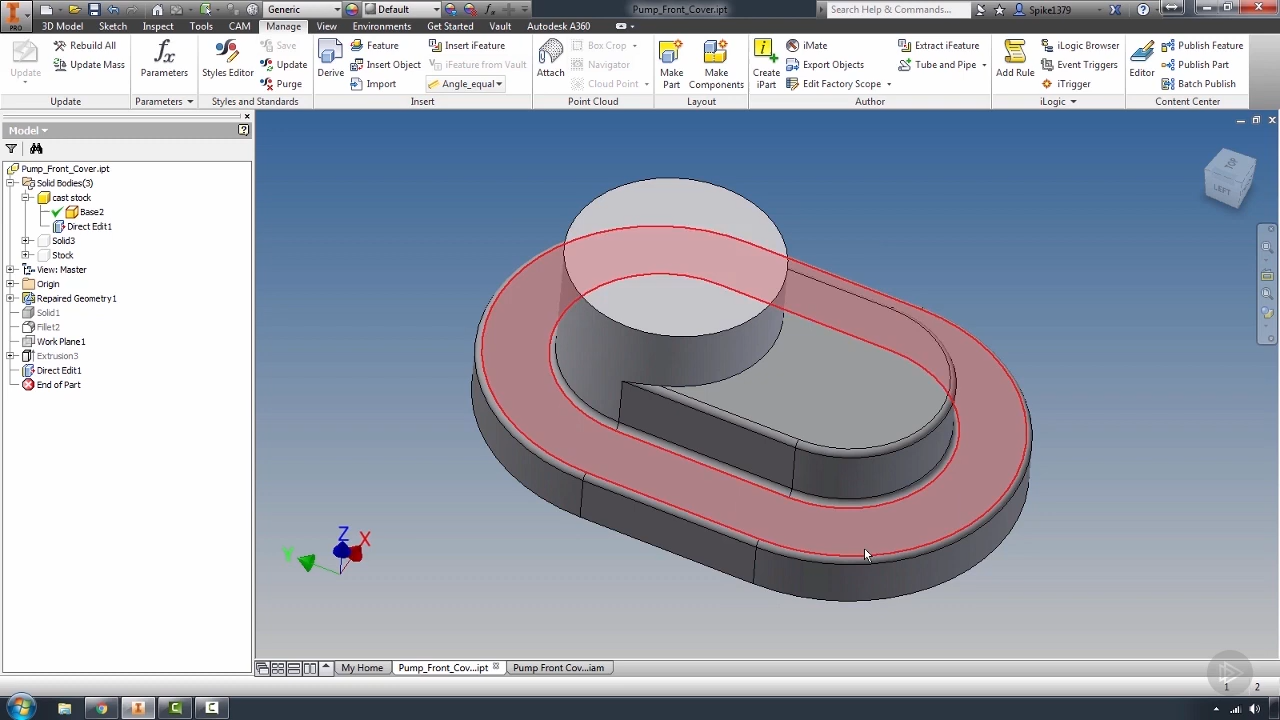 Generic
Default
fx
Pump_Front_Cover.ipt
Search Help & Commands...
Spike1379
PRO
3D Model
Sketch
Inspect
Tools
CAM
Manage
View
Environments
Get Started
Vault
Autodesk A360
Update
Rebuild All
Update Mass
Update
fx
Parameters
Parameters
Styles Editor
Save
Update
Purge
Styles and Standards
Derive
Feature
Insert Object
Import
Insert iFeature
iFeature from Vault
Angle_equal
Insert
Attach
Box Crop
Navigator
Cloud Point
Point Cloud
Make Part
Make Components
Layout
Create iPart
iMate
Export Objects
Edit Factory Scope
Extract iFeature
Tube and Pipe
Author
Add Rule
iLogic Browser
Event Triggers
iTrigger
iLogic
Editor
Publish Feature
Publish Part
Batch Publish
Content Center
Model
Pump_Front_Cover.ipt
Solid Bodies(3)
cast stock
Base2
Direct Edit1
Solid3
Stock
View: Master
Origin
Repaired Geometry1
Solid1
Fillet2
Work Plane1
Extrusion3
Direct Edit1
End of Part
TOP
LEFT
Z
X
Y
My Home
Pump_Front_Cov...ipt
Pump Front Cov...iam
1
2